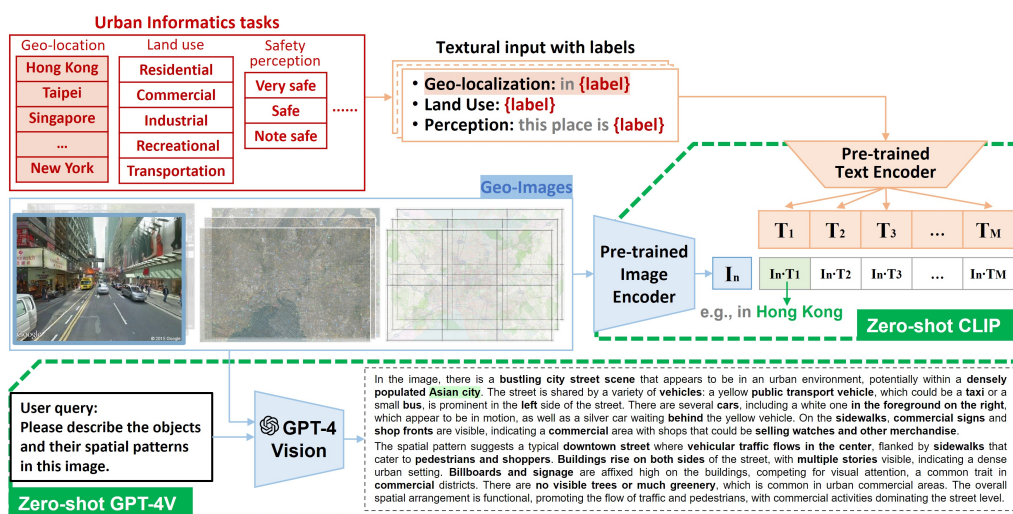 Urban Informatics tasks
Geo-location
Hong Kong
Taipei
Singapore
...
New York
Land use
Residential
Commercial
Industrial
Recreational
Transportation
Safety
perception
Very safe
Safe
Note safe
......
Textural input with labels
• Geo-localization: in {label}
• Land Use: {label}
• Perception: this place is {label}
Pre-trained
Text Encoder
Geo-Images
Google
© 2015 Google
Pre-trained
Image
Encoder
In
T1 T2 T3 ... TM
In·T1 In·T2 In·T3 ... In·TM
e.g., in Hong Kong
Zero-shot CLIP
User query:
Please describe the objects
and their spatial patterns
in this image.
GPT-4
Vision
Zero-shot GPT-4V
In the image, there is a bustling city street scene that appears to be in an urban environment, potentially within a densely
populated Asian city. The street is shared by a variety of vehicles: a yellow public transport vehicle, which could be a taxi or a
small bus, is prominent in the left side of the street. There are several cars, including a white one in the foreground on the right,
which appear to be in motion, as well as a silver car waiting behind the yellow vehicle. On the sidewalks, commercial signs and
shop fronts are visible, indicating a commercial area with shops that could be selling watches and other merchandise.
The spatial pattern suggests a typical downtown street where vehicular traffic flows in the center, flanked by sidewalks that
cater to pedestrians and shoppers. Buildings rise on both sides of the street, with multiple stories visible, indicating a dense
urban setting. Billboards and signage are affixed high on the buildings, competing for visual attention, a common trait in
commercial districts. There are no visible trees or much greenery, which is common in urban commercial areas. The overall
spatial arrangement is functional, promoting the flow of traffic and pedestrians, with commercial activities dominating the street level.